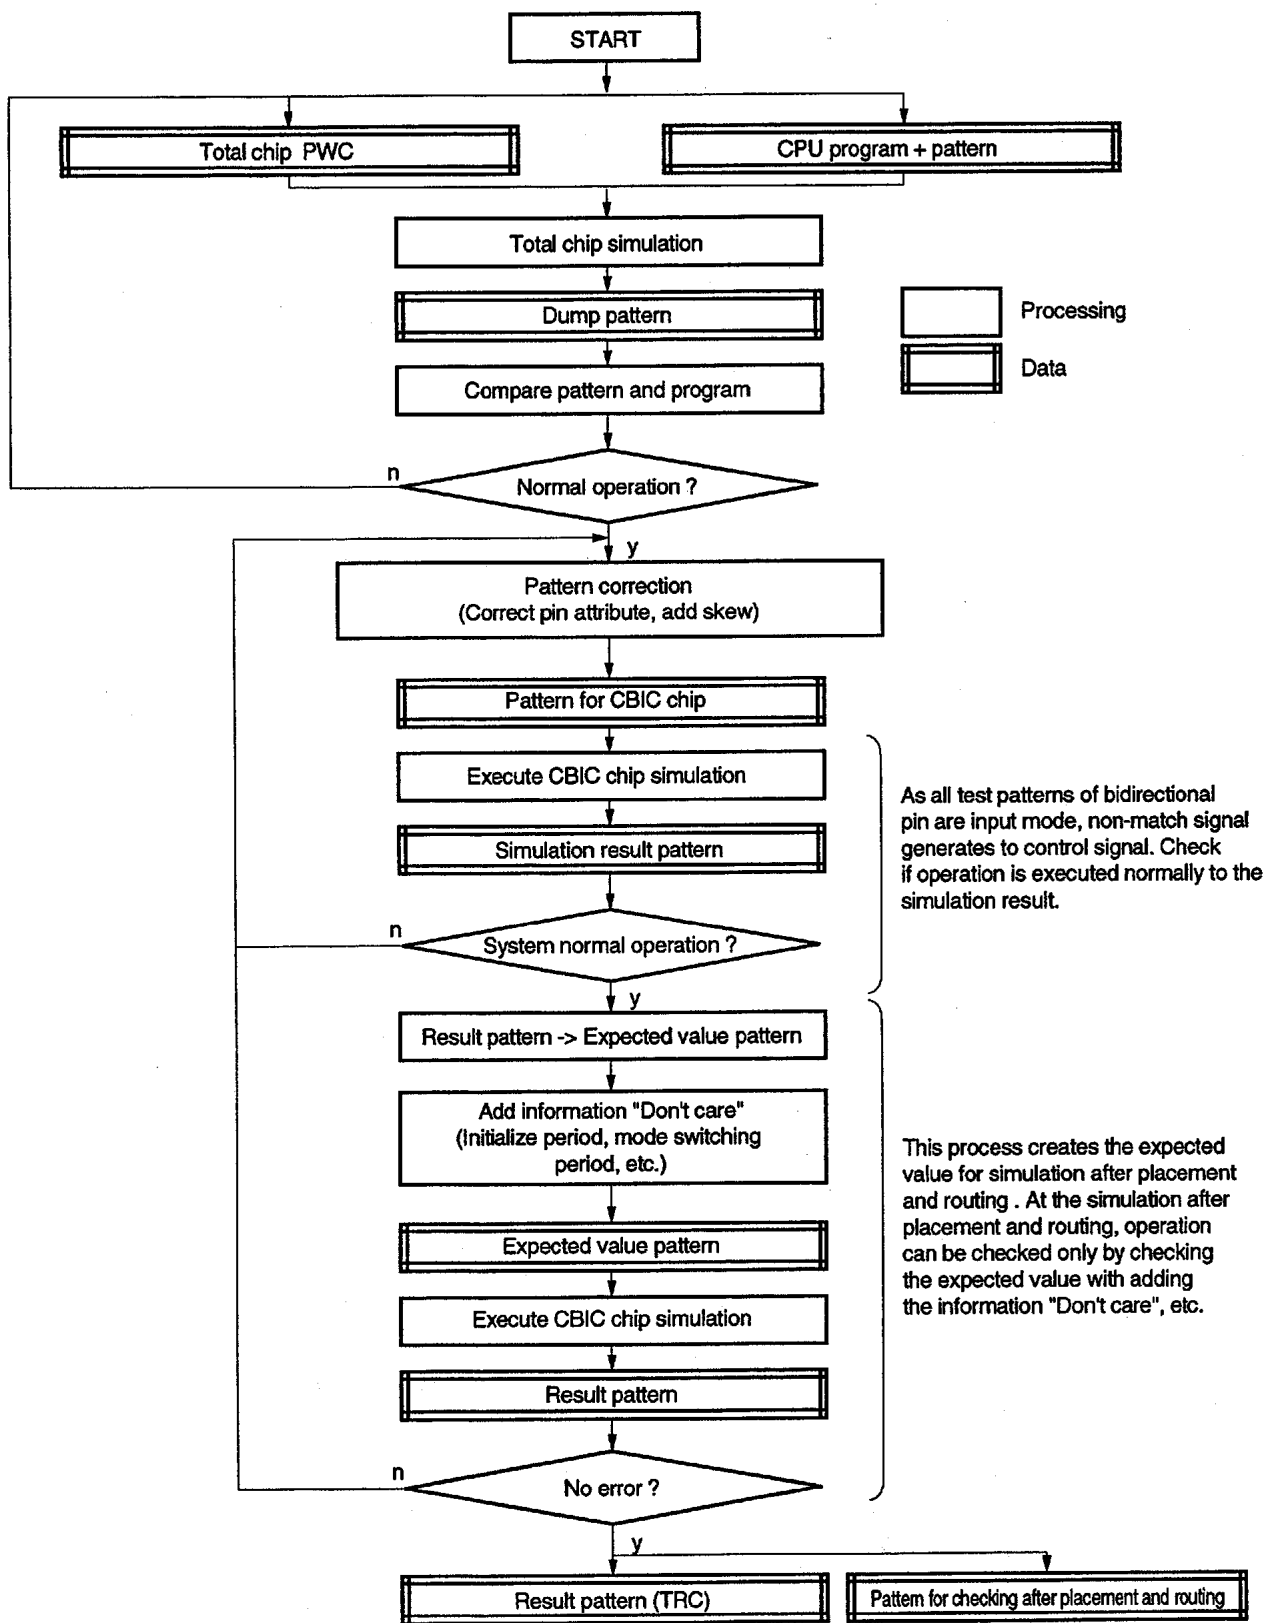 START
Total chip PWC
CPU program + pattern
Total chip simulation
Dump pattern
Processing
Data
Compare pattern and program
n
Normal operation ?
y
Pattern correction
(Correct pin attribute, add skew)
Pattern for CBIC chip
Execute CBIC chip simulation
Simulation result pattern
As all test patterns of bidirectional
pin are input mode, non-match signal
generates to control signal. Check
if operation is executed normally to the
simulation result.
n
System normal operation ?
y
Result pattern -> Expected value pattern
Add information "Don't care"
(Initialize period, mode switching
period, etc.)
Expected value pattern
Execute CBIC chip simulation
Result pattern
This process creates the expected
value for simulation after placement
and routing . At the simulation after
placement and routing, operation
can be checked only by checking
the expected value with adding
the information "Don't care", etc.
n
No error ?
y
Result pattern (TRC)
Pattern for checking after placement and routing